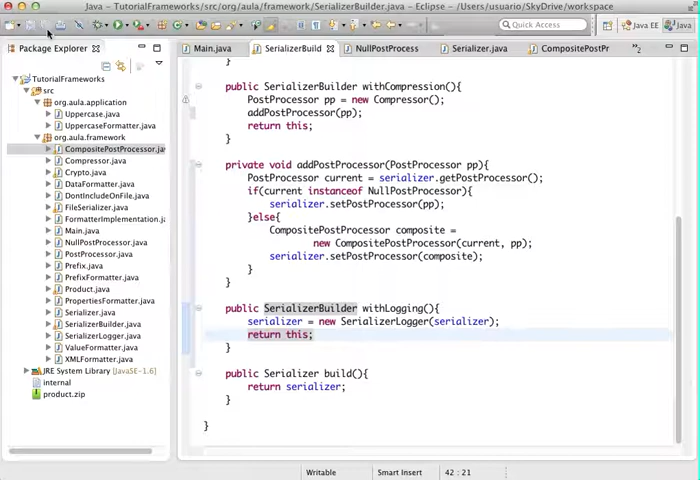 Java - TutorialFrameworks/src/org/aula/framework/SerializerBuilder.java - Eclipse - /Users/usuario/SkyDrive/workspace
Quick Access
Java EE
Java
Package Explorer
Main.java
SerializerBuild
NullPostProcess
Serializer.java
CompositePostPr
»2
TutorialFrameworks
src
org.aula.application
Uppercase.java
UppercaseFormatter.java
org.aula.framework
CompositePostProcessor.jav
Compressor.java
Crypto.java
DataFormatter.java
DontIncludeOnFile.java
FileSerializer.java
FormatterImplementation.j
Main.java
NullPostProcessor.java
PostProcessor.java
Prefix.java
PrefixFormatter.java
Product.java
PropertiesFormatter.java
Serializer.java
SerializerBuilder.java
SerializerLogger.java
ValueFormatter.java
XMLFormatter.java
JRE System Library [JavaSE-1.6]
internal
product.zip
}
public SerializerBuilder withCompression(){
PostProcessor pp = new Compressor();
addPostProcessor(pp);
return this;
}
private void addPostProcessor(PostProcessor pp){
PostProcessor current = serializer.getPostProcessor();
if(current instanceof NullPostProcessor){
serializer.setPostProcessor(pp);
}else{
CompositePostProcessor composite =
new CompositePostProcessor(current, pp);
serializer.setPostProcessor(composite);
}
}
public SerializerBuilder withLogging(){
serializer = new SerializerLogger(serializer);
return this;
}
public Serializer build(){
return serializer;
}
}
Writable
Smart Insert
42 : 21